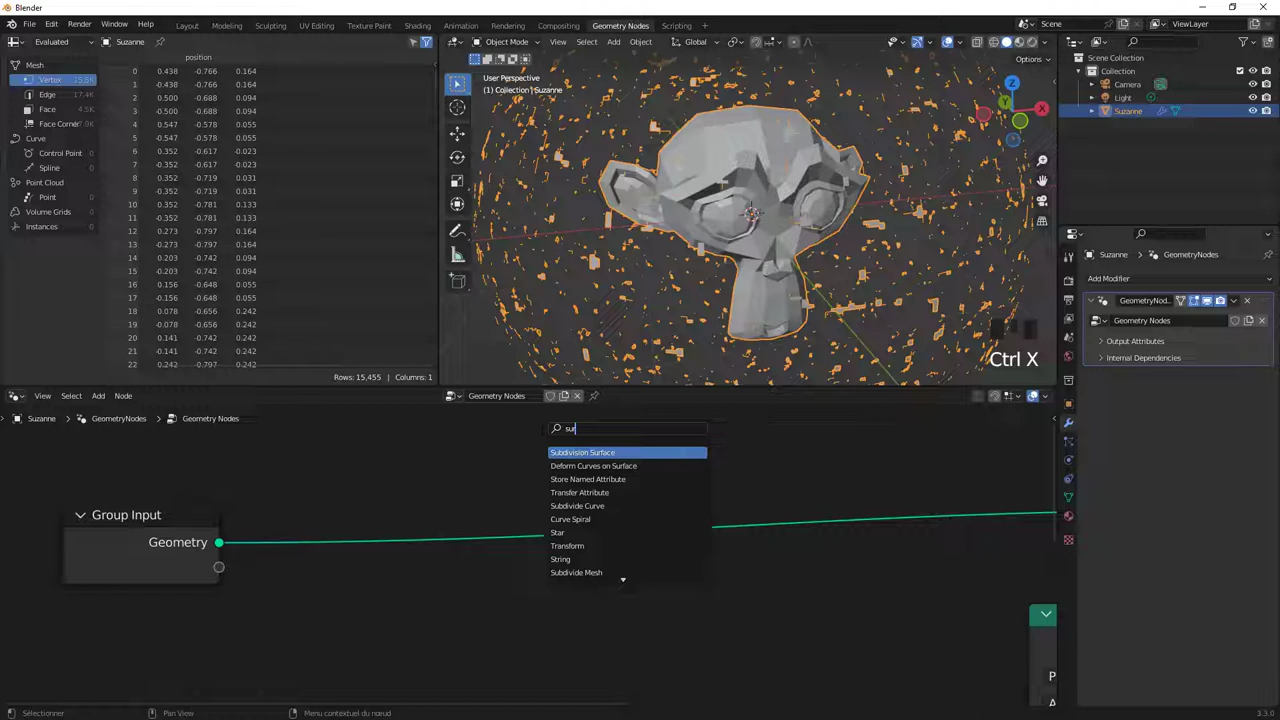 Blender
File Edit Render Window Help
Layout Modeling Sculpting UV Editing Texture Paint Shading Animation Rendering Compositing Geometry Nodes Scripting +
Scene ViewLayer
Evaluated Suzanne
Object Mode View Select Add Object Global
Options
position
Mesh
Vertex
Edge 17.4K
Face 4.5K
Face Corner
Curve
Control Point 0
Spline 0
Point Cloud
Point 0
Volume Grids 0
Instances 0
0 0.438 -0.766 0.164
1 -0.438 -0.766 0.164
2 0.500 -0.688 0.094
3 -0.500 -0.688 0.094
4 0.547 -0.578 0.055
5 -0.547 -0.578 0.055
6 0.352 -0.617 -0.023
7 -0.352 -0.617 -0.023
8 0.352 -0.719 0.031
9 -0.352 -0.719 0.031
10 0.352 -0.781 0.133
11 -0.352 -0.781 0.133
12 0.273 -0.797 0.164
13 -0.273 -0.797 0.164
14 0.203 -0.742 0.094
15 -0.203 -0.742 0.094
16 0.156 -0.648 0.055
17 -0.156 -0.648 0.055
18 0.078 -0.656 0.242
19 -0.078 -0.656 0.242
20 0.141 -0.742 0.242
21 -0.141 -0.742 0.242
22 0.242 -0.797 0.242
Rows: 15,455 | Columns: 1
User Perspective
(1) Collection | Suzanne
Z
Y
X
Ctrl X
Scene Collection
Collection
Camera
Light
Suzanne
Suzanne > GeometryNodes
Add Modifier
GeometryNod..
Geometry Nodes
Output Attributes
Internal Dependencies
View Select Add Node
Geometry Nodes
Suzanne > GeometryNodes > Geometry Nodes
sur
Subdivision Surface
Deform Curves on Surface
Store Named Attribute
Transfer Attribute
Subdivide Curve
Curve Spiral
Star
Transform
String
Subdivide Mesh
Group Input
Geometry
Sélectionner
Pan View
Menu contextuel du nœud
3.3.0